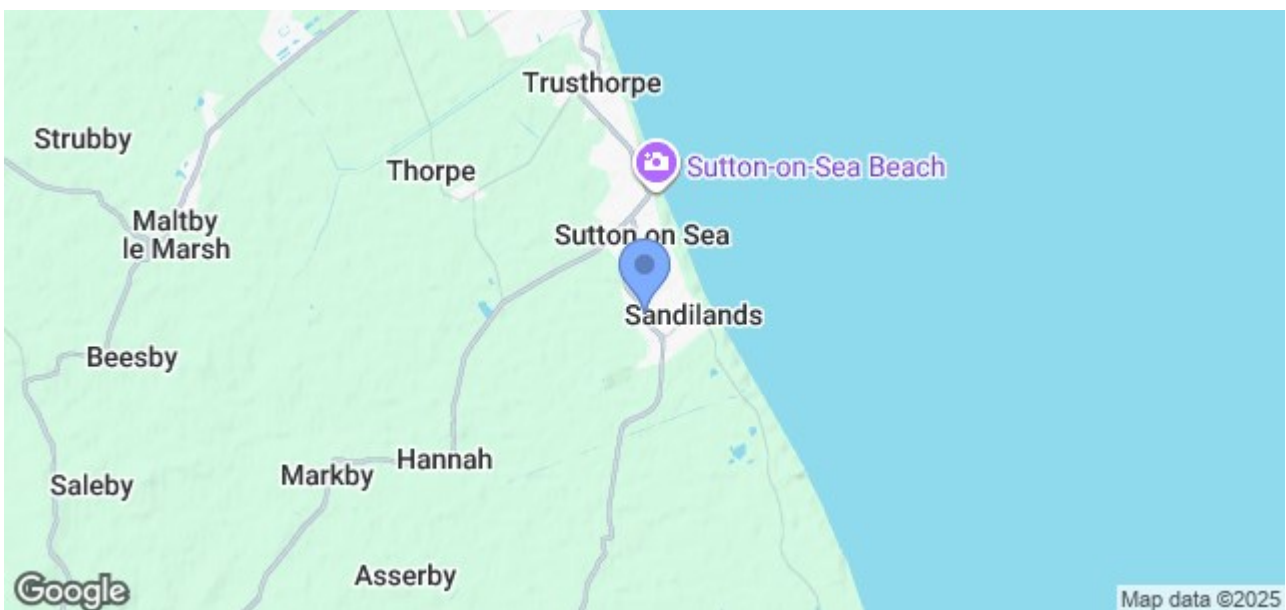 Trusthorpe
Strubby
Sutton-on-Sea Beach
Thorpe
Maltby
le Marsh
Sutton on Sea
Sandilands
Beesby
Hannah
Markby
Saleby
Asserby
Google
Map data ©2025